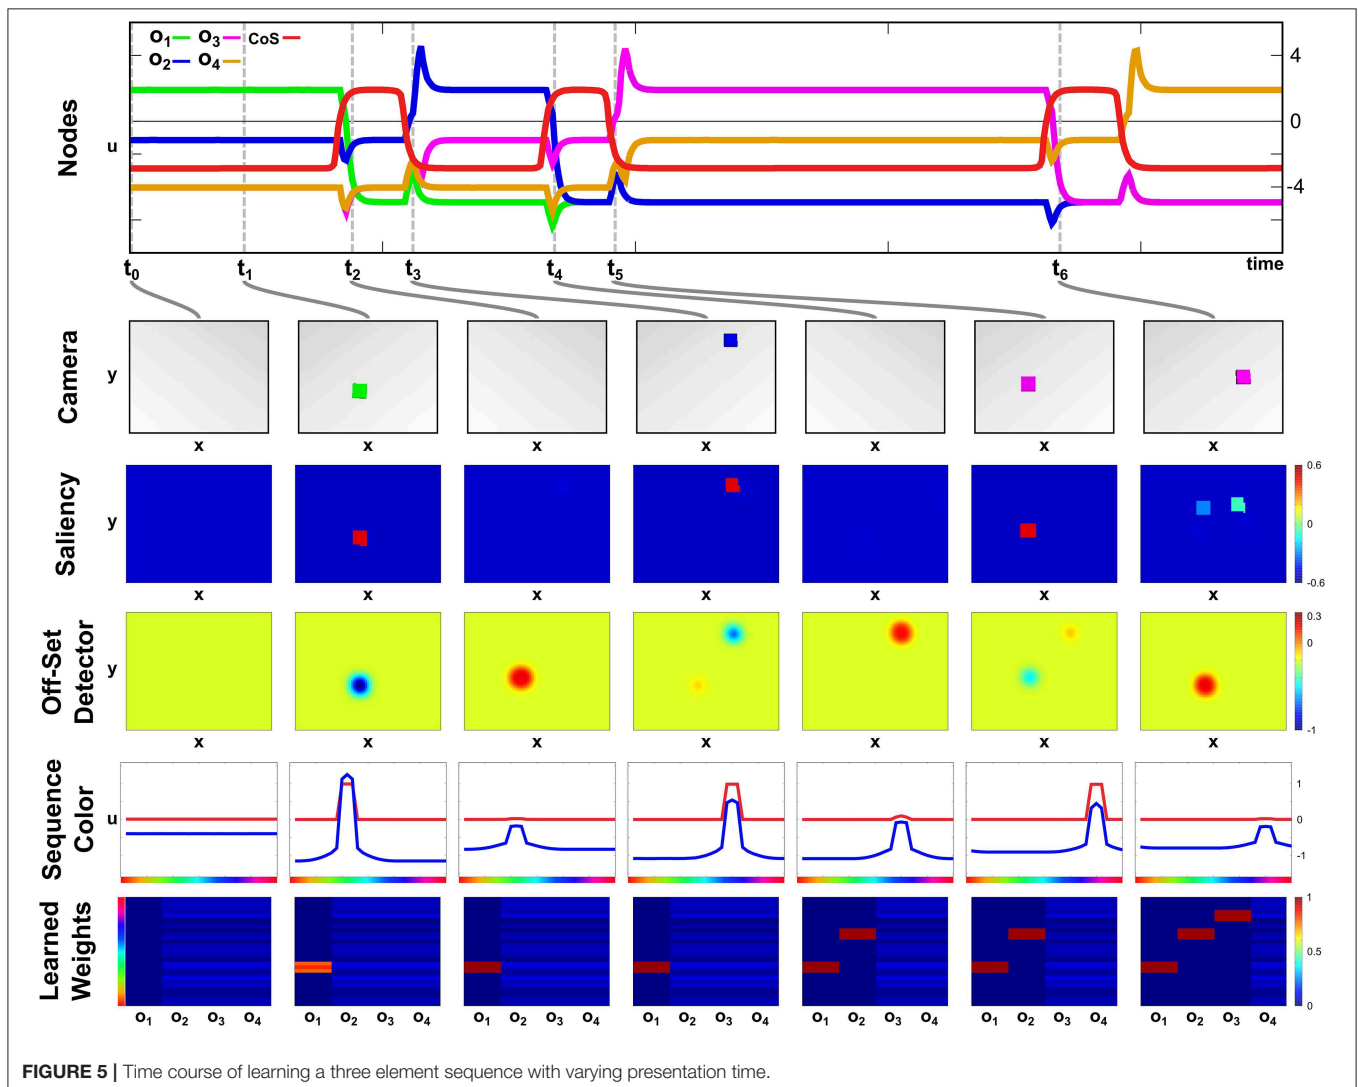 O1 O3 CoS
O2 O4
Nodes
u
4
0
-4
t0 t1 t2 t3 t4 t5 t6 time
Camera
y
x x x x x x x
Saliency
y
0.6
0
-0.6
x x x x x x x
Off-Set
Detector
y
0.3
0
-1
x x x x x x x
Sequence
Color
u
1
0
-1
Learned
Weights
1
0.5
0
O1 O2 O3 O4 O1 O2 O3 O4 O1 O2 O3 O4 O1 O2 O3 O4 O1 O2 O3 O4 O1 O2 O3 O4 O1 O2 O3 O4
FIGURE 5 | Time course of learning a three element sequence with varying presentation time.